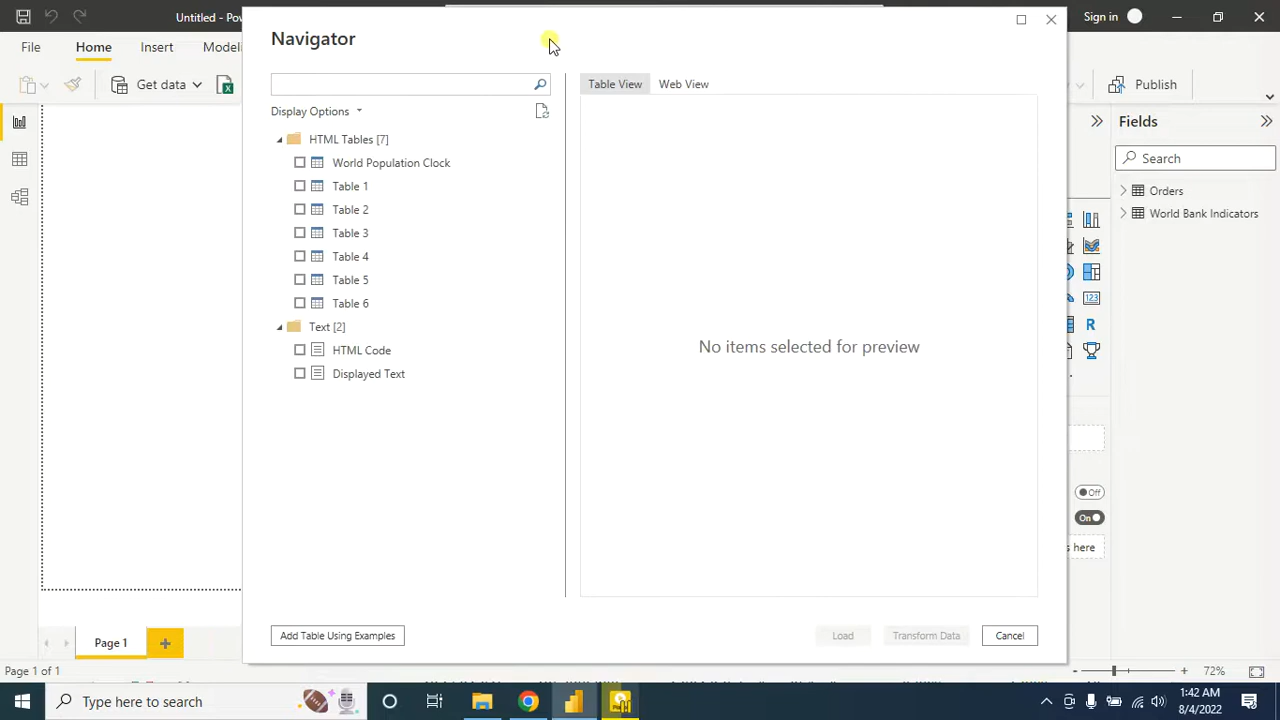 Untitled - Po
Sign in
Navigator
File
Home
Insert
Modeli
Get data
Publish
Table View
Web View
Display Options
HTML Tables [7]
World Population Clock
Table 1
Table 2
Table 3
Table 4
Table 5
Table 6
Text [2]
HTML Code
Displayed Text
No items selected for preview
Fields
Search
Orders
World Bank Indicators
123
R
Off
On
s here
Add Table Using Examples
Load
Transform Data
Cancel
Page 1
Page 1 of 1
72%
Type here to search
1:42 AM
8/4/2022